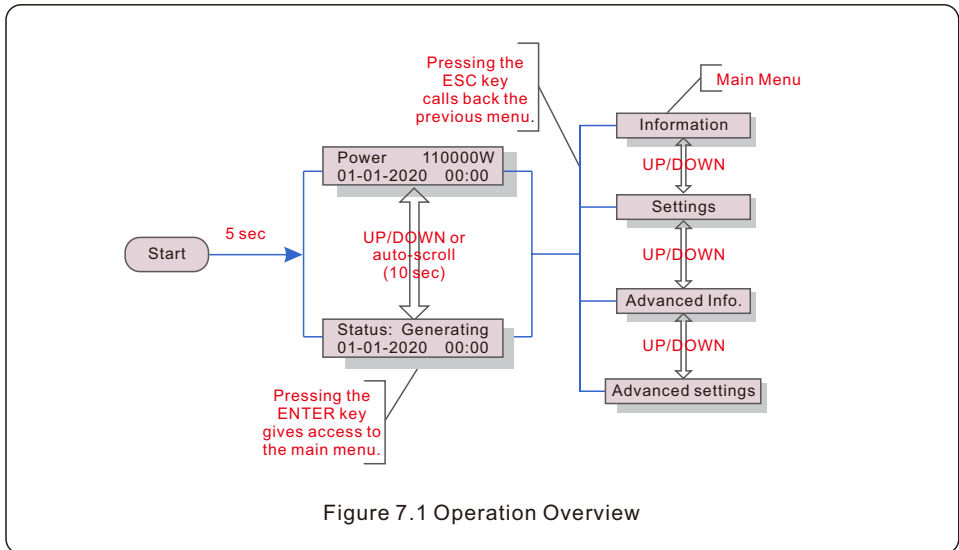 Start
5 sec
Power 110000W
01-01-2020 00:00
UP/DOWN or
auto-scroll
(10 sec)
Status: Generating
01-01-2020 00:00
Pressing the
ENTER key
gives access to
the main menu.
Pressing the
ESC key
calls back the
previous menu.
Main Menu
Information
UP/DOWN
Settings
UP/DOWN
Advanced Info.
UP/DOWN
Advanced settings
Figure 7.1 Operation Overview